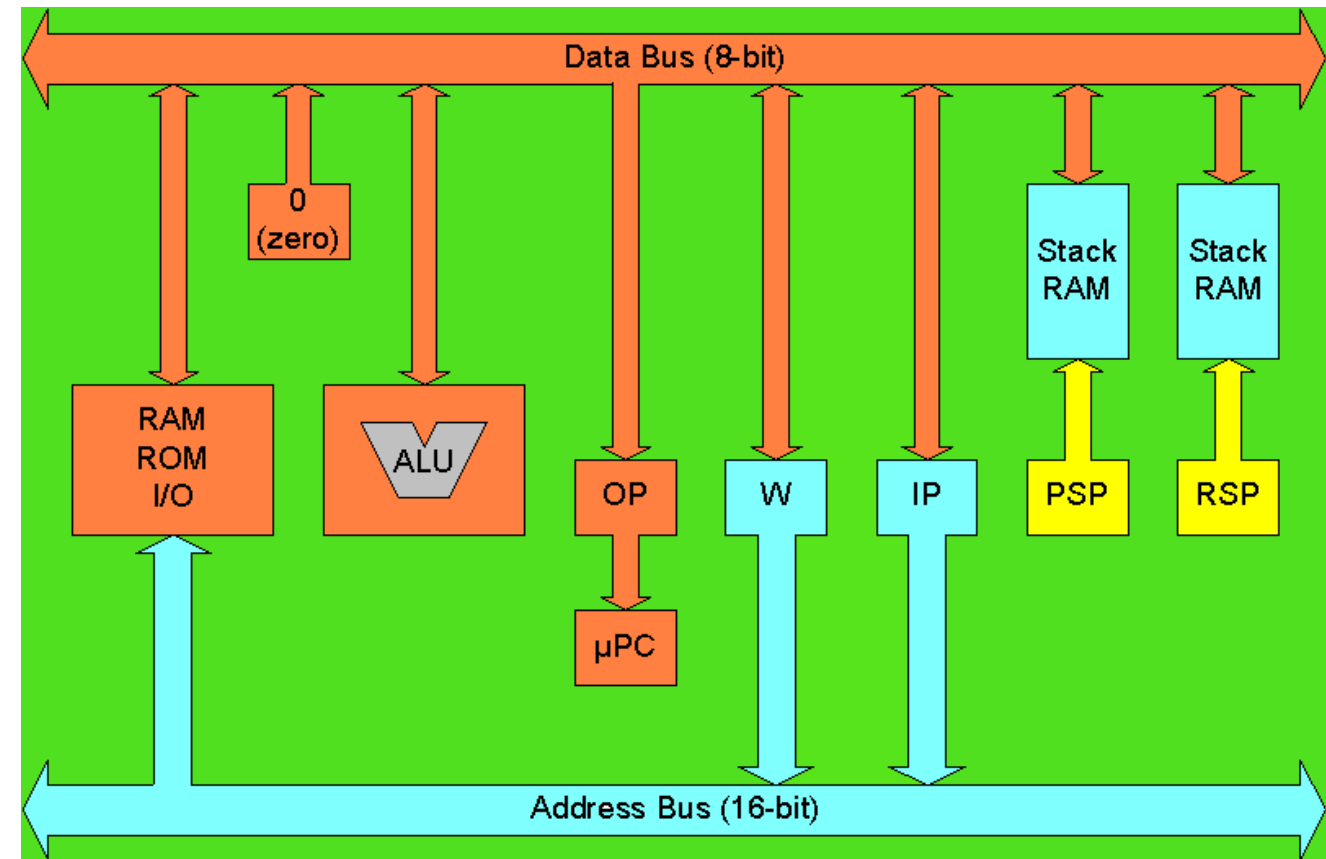 Data Bus (8-bit)
0
(zero)
Stack
RAM
Stack
RAM
RAM
ROM
I/O
ALU
OP
W
IP
PSP
RSP
µPC
Address Bus (16-bit)